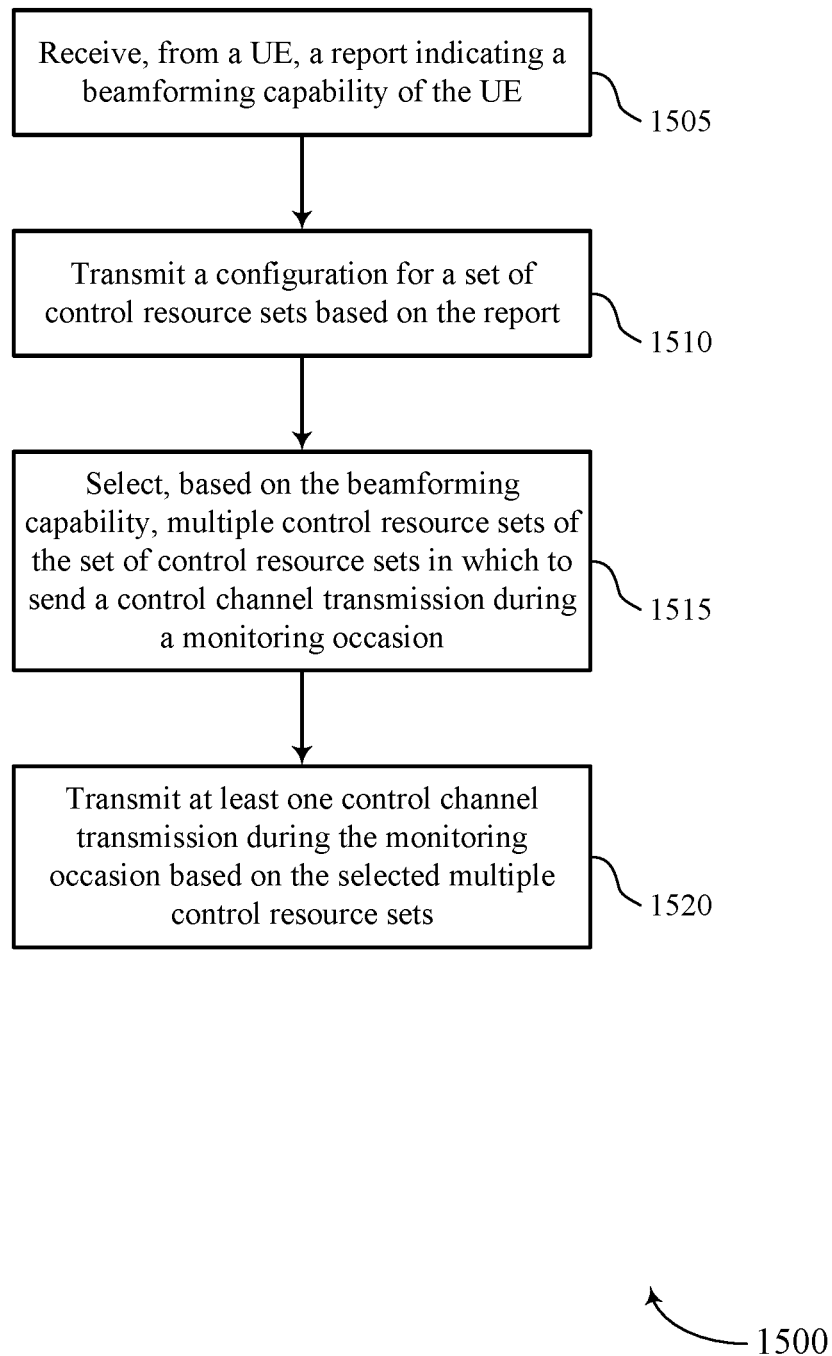 Receive, from a UE, a report indicating a
beamforming capability of the UE
1505
Transmit a configuration for a set of
control resource sets based on the report
1510
Select, based on the beamforming
capability, multiple control resource sets of
the set of control resource sets in which to
send a control channel transmission during
a monitoring occasion
1515
Transmit at least one control channel
transmission during the monitoring
occasion based on the selected multiple
control resource sets
1520
1500